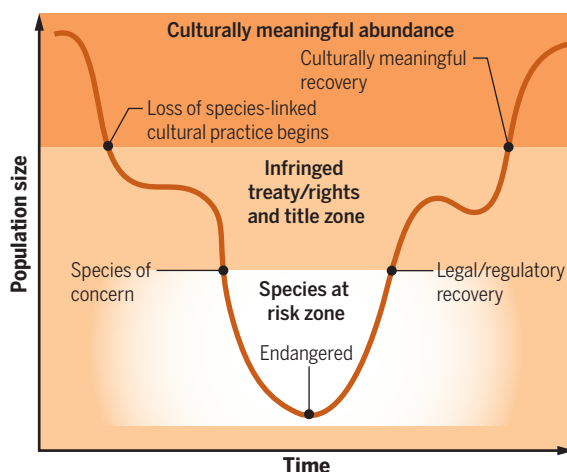 Culturally meaningful abundance
Culturally meaningful
recovery
Loss of species-linked
cultural practice begins
Infringed
treaty/rights
and title zone
Species of
concern
Legal/regulatory
recovery
Species at
risk zone
Endangered
Population size
Time